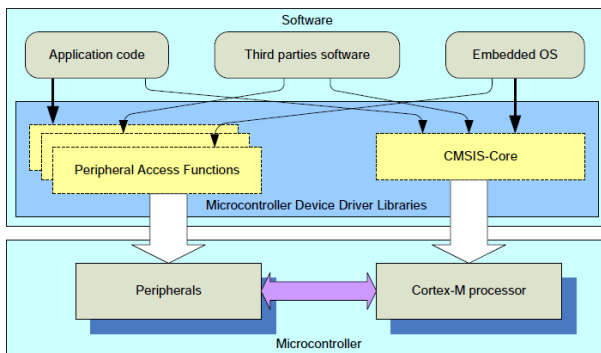 Software
Application code
Third parties software
Embedded OS
Peripheral Access Functions
CMSIS-Core
Microcontroller Device Driver Libraries
Peripherals
Cortex-M processor
Microcontroller